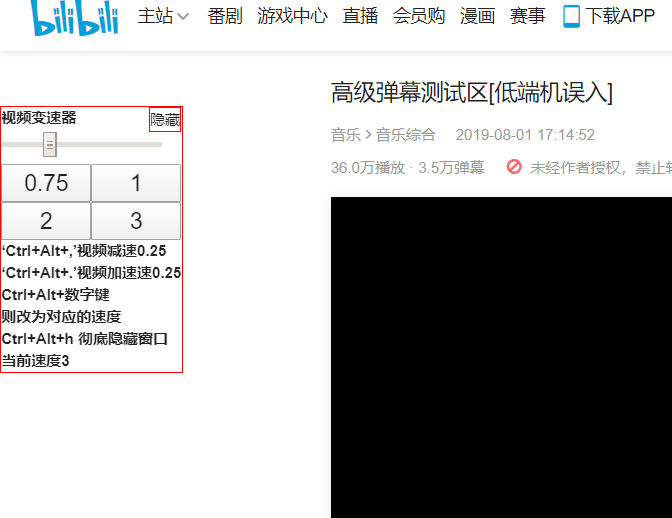 bilibili 主站 番剧 游戏中心 直播 会员购 漫画 赛事 下载APP
高级弹幕测试区[低端机误入]
音乐 > 音乐综合 2019-08-01 17:14:52
36.0万播放 · 3.5万弹幕 未经作者授权，禁止
视频变速器 隐藏
0.75 1
2 3
‘Ctrl+Alt+,’视频减速0.25
‘Ctrl+Alt+.’视频加速速0.25
Ctrl+Alt+数字键
则改为对应的速度
Ctrl+Alt+h 彻底隐藏窗口
当前速度3